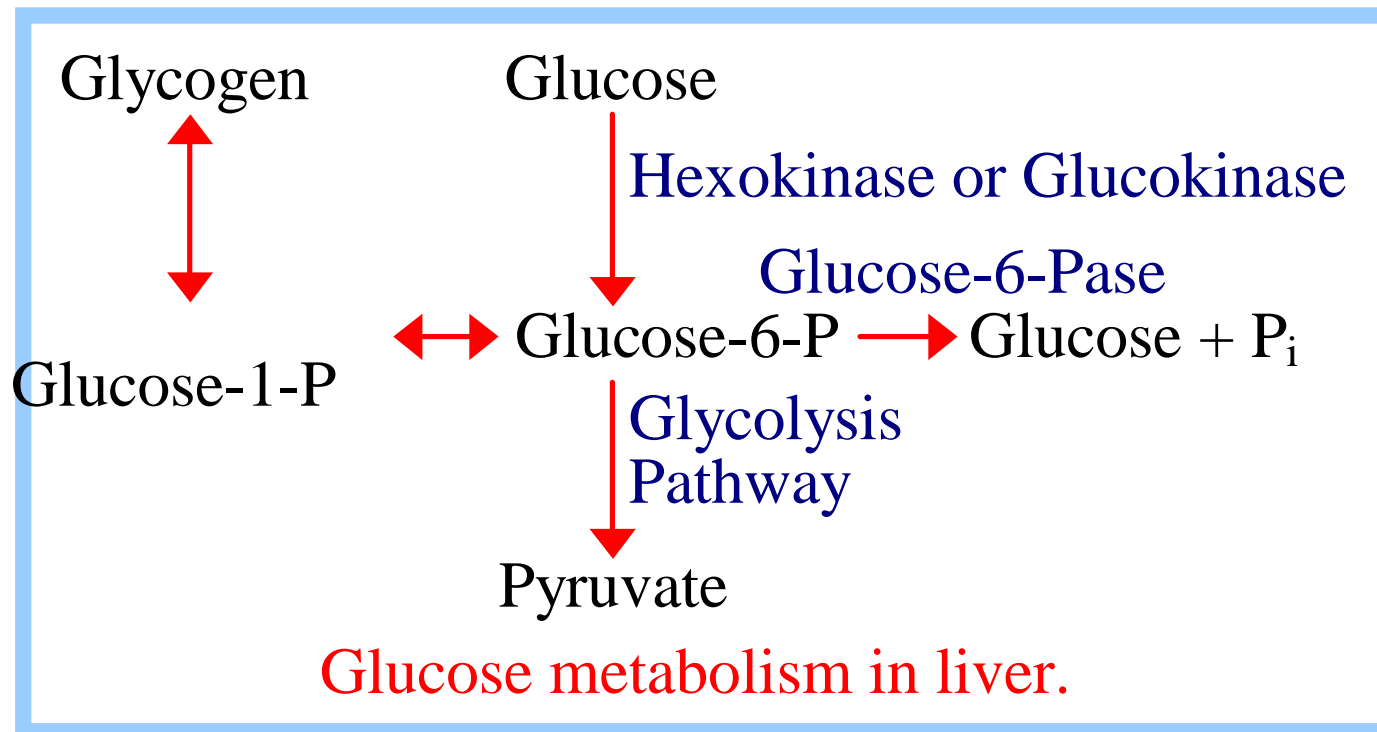 Glycogen
Glucose
Hexokinase or Glucokinase
Glucose-6-Pase
Glucose-1-P
Glucose-6-P
Glucose + Pi
Glycolysis
Pathway
Pyruvate
Glucose metabolism in liver.